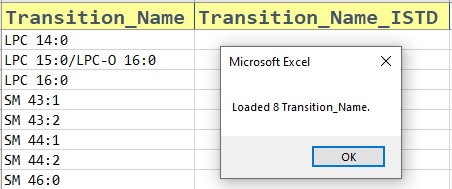 Transition_Name Transition_Name_ISTD
LPC 14:0
LPC 15:0/LPC-O 16:0
LPC 16:0
SM 43:1
SM 43:2
SM 44:1
SM 44:2
SM 46:0
Microsoft Excel
Loaded 8 Transition_Name.
OK